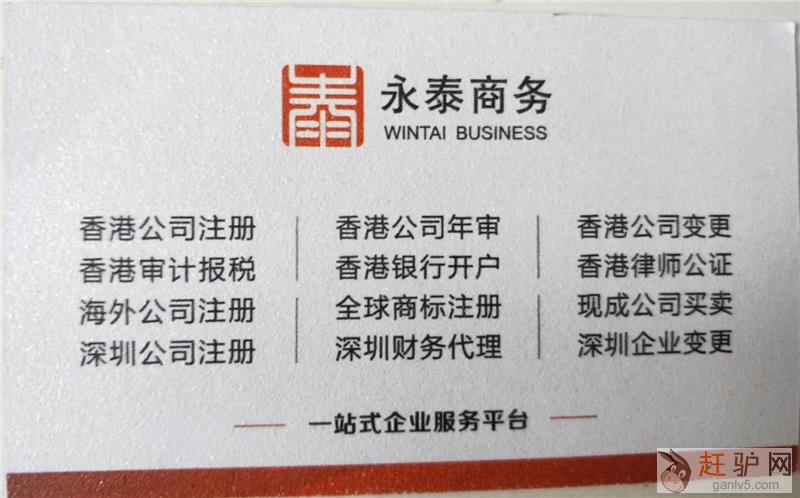 泰
永泰商务
WINTAI BUSINESS
香港公司注册 香港公司年审 香港公司变更
香港审计报税 香港银行开户 香港律师公证
海外公司注册 全球商标注册 现成公司买卖
深圳公司注册 深圳财务代理 深圳企业变更
一站式企业服务平台
赶驴网
ganlv5.com